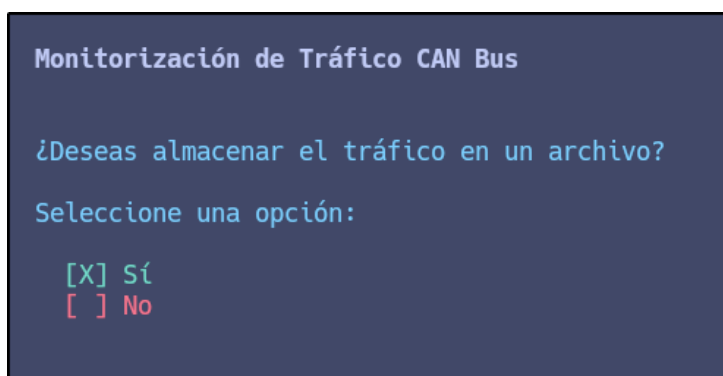 Monitorización de Tráfico CAN Bus
¿Deseas almacenar el tráfico en un archivo?
Seleccione una opción:
[X] Sí
[ ] No